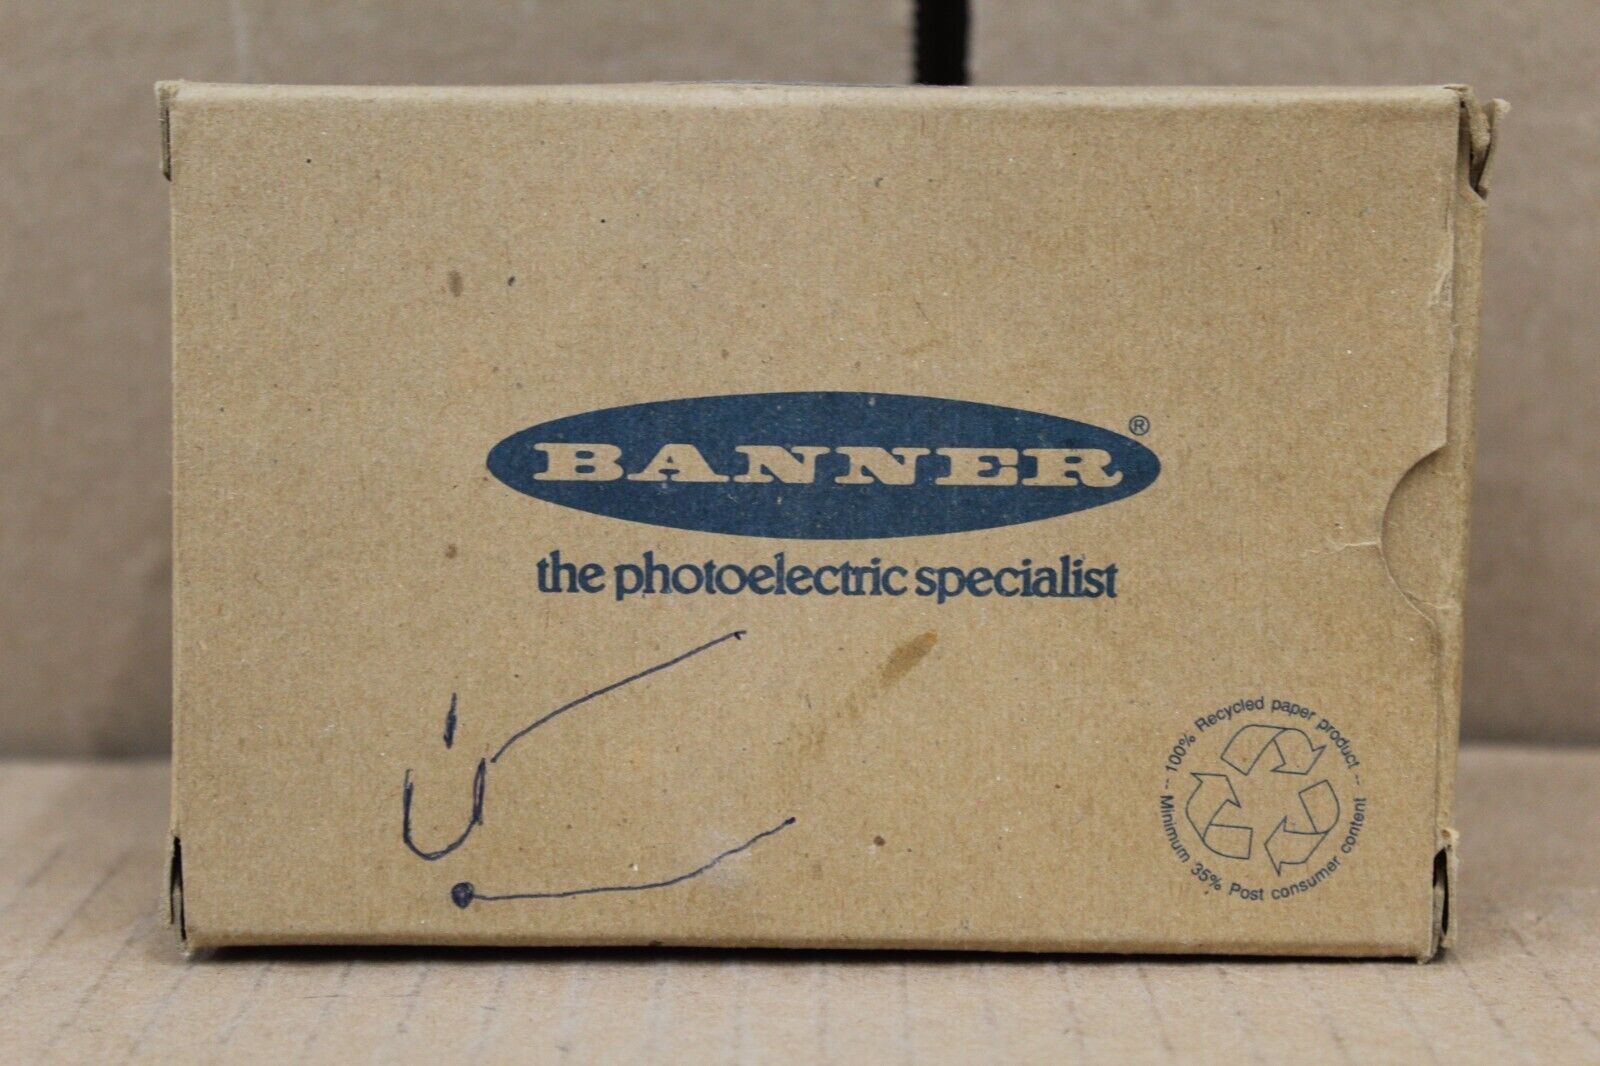 BANNER®
the photoelectric specialist
-- 100% Recycled paper product --
Minimum 35% Post consumer content